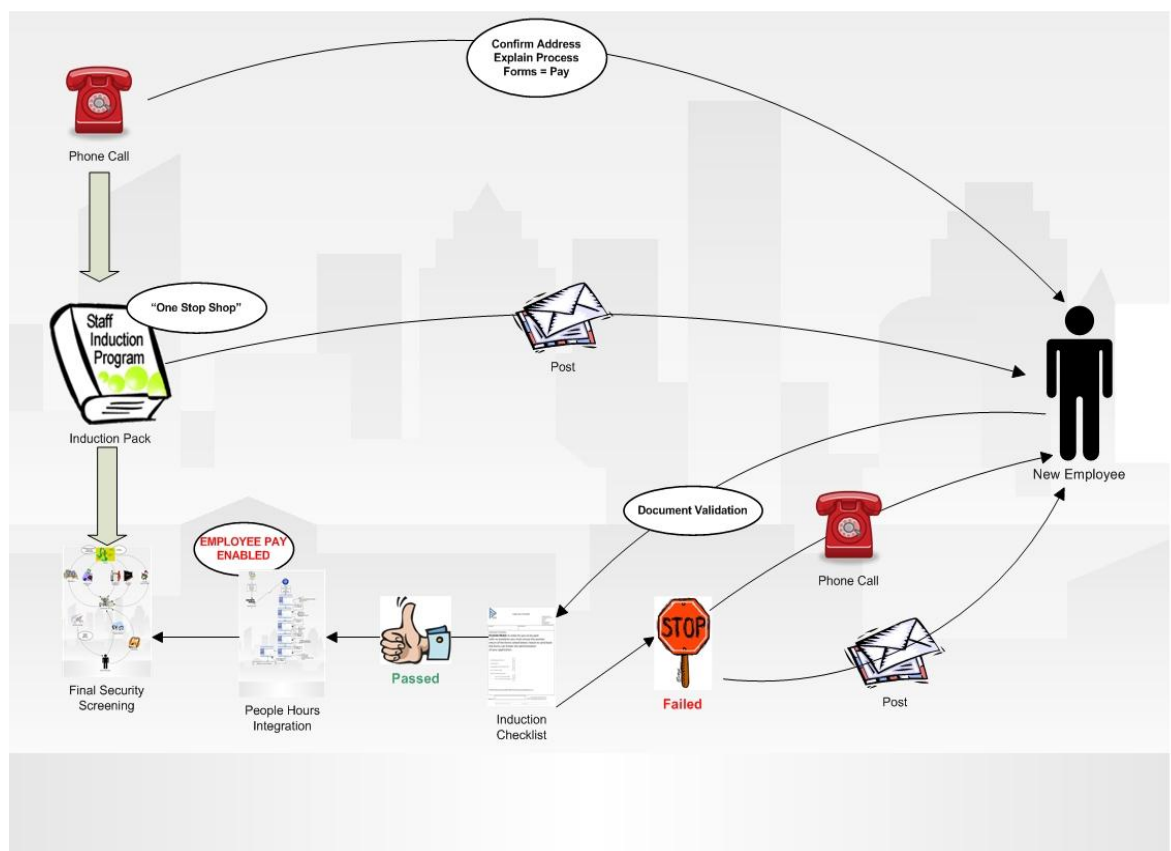 Confirm Address
Explain Process
Forms = Pay
Phone Call
"One Stop Shop"
Staff
Induction
Program
Post
Induction Pack
New Employee
Document Validation
EMPLOYEE PAY
ENABLED
Phone Call
STOP
Passed
Failed
Final Security
Screening
People Hours
Integration
Induction
Checklist
Post